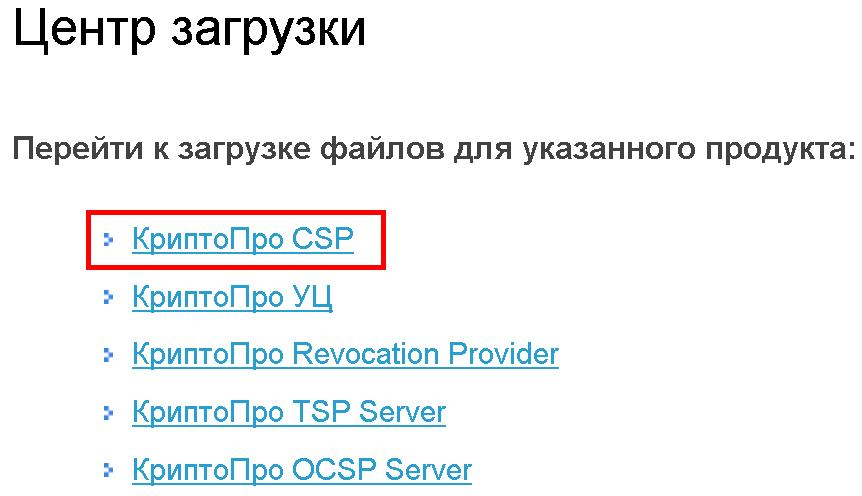 Центр загрузки
Перейти к загрузке файлов для указанного продукта:
КриптоПро CSP
КриптоПро УЦ
КриптоПро Revocation Provider
КриптоПро TSP Server
КриптоПро OCSP Server